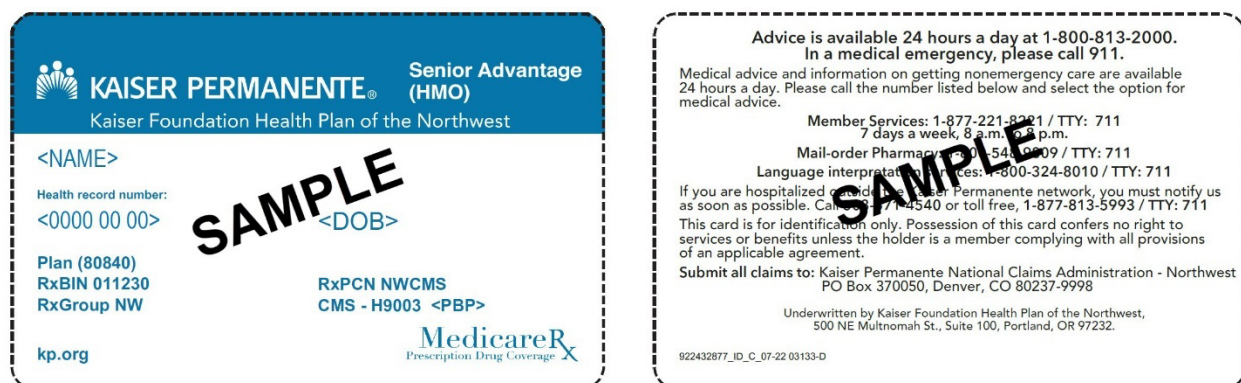 KAISER PERMANENTE®
Senior Advantage
(HMO)
Kaiser Foundation Health Plan of the Northwest
<NAME>
Health record number:
<0000 00 00>
<DOB>
SAMPLE
Plan (80840)
RxBIN 011230
RxGroup NW
RxPCN NWCMS
CMS - H9003 <PBP>
kp.org
MedicareRx
Prescription Drug Coverage
Advice is available 24 hours a day at 1-800-813-2000.
In a medical emergency, please call 911.
Medical advice and information on getting nonemergency care are available
24 hours a day. Please call the number listed below and select the option for
medical advice.
Member Services: / TTY: 711
7 days a week, 8 a.m. to 8 p.m.
Mail-order Pharmacy: / TTY: 711
Language interpretation services: 1-800-324-8010 / TTY: 711
If you are hospitalized outside the Kaiser Permanente network, you must notify us
as soon as possible. Call or toll free, 1-877-813-5993 / TTY: 711
This card is for identification only. Possession of this card confers no right to
services or benefits unless the holder is a member complying with all provisions
of an applicable agreement.
SAMPLE
Submit all claims to: Kaiser Permanente National Claims Administration - Northwest
PO Box 370050, Denver, CO 80237-9998
Underwritten by Kaiser Foundation Health Plan of the Northwest,
500 NE Multnomah St., Suite 100, Portland, OR 97232.
922432877_ID_C_07-22 03133-D